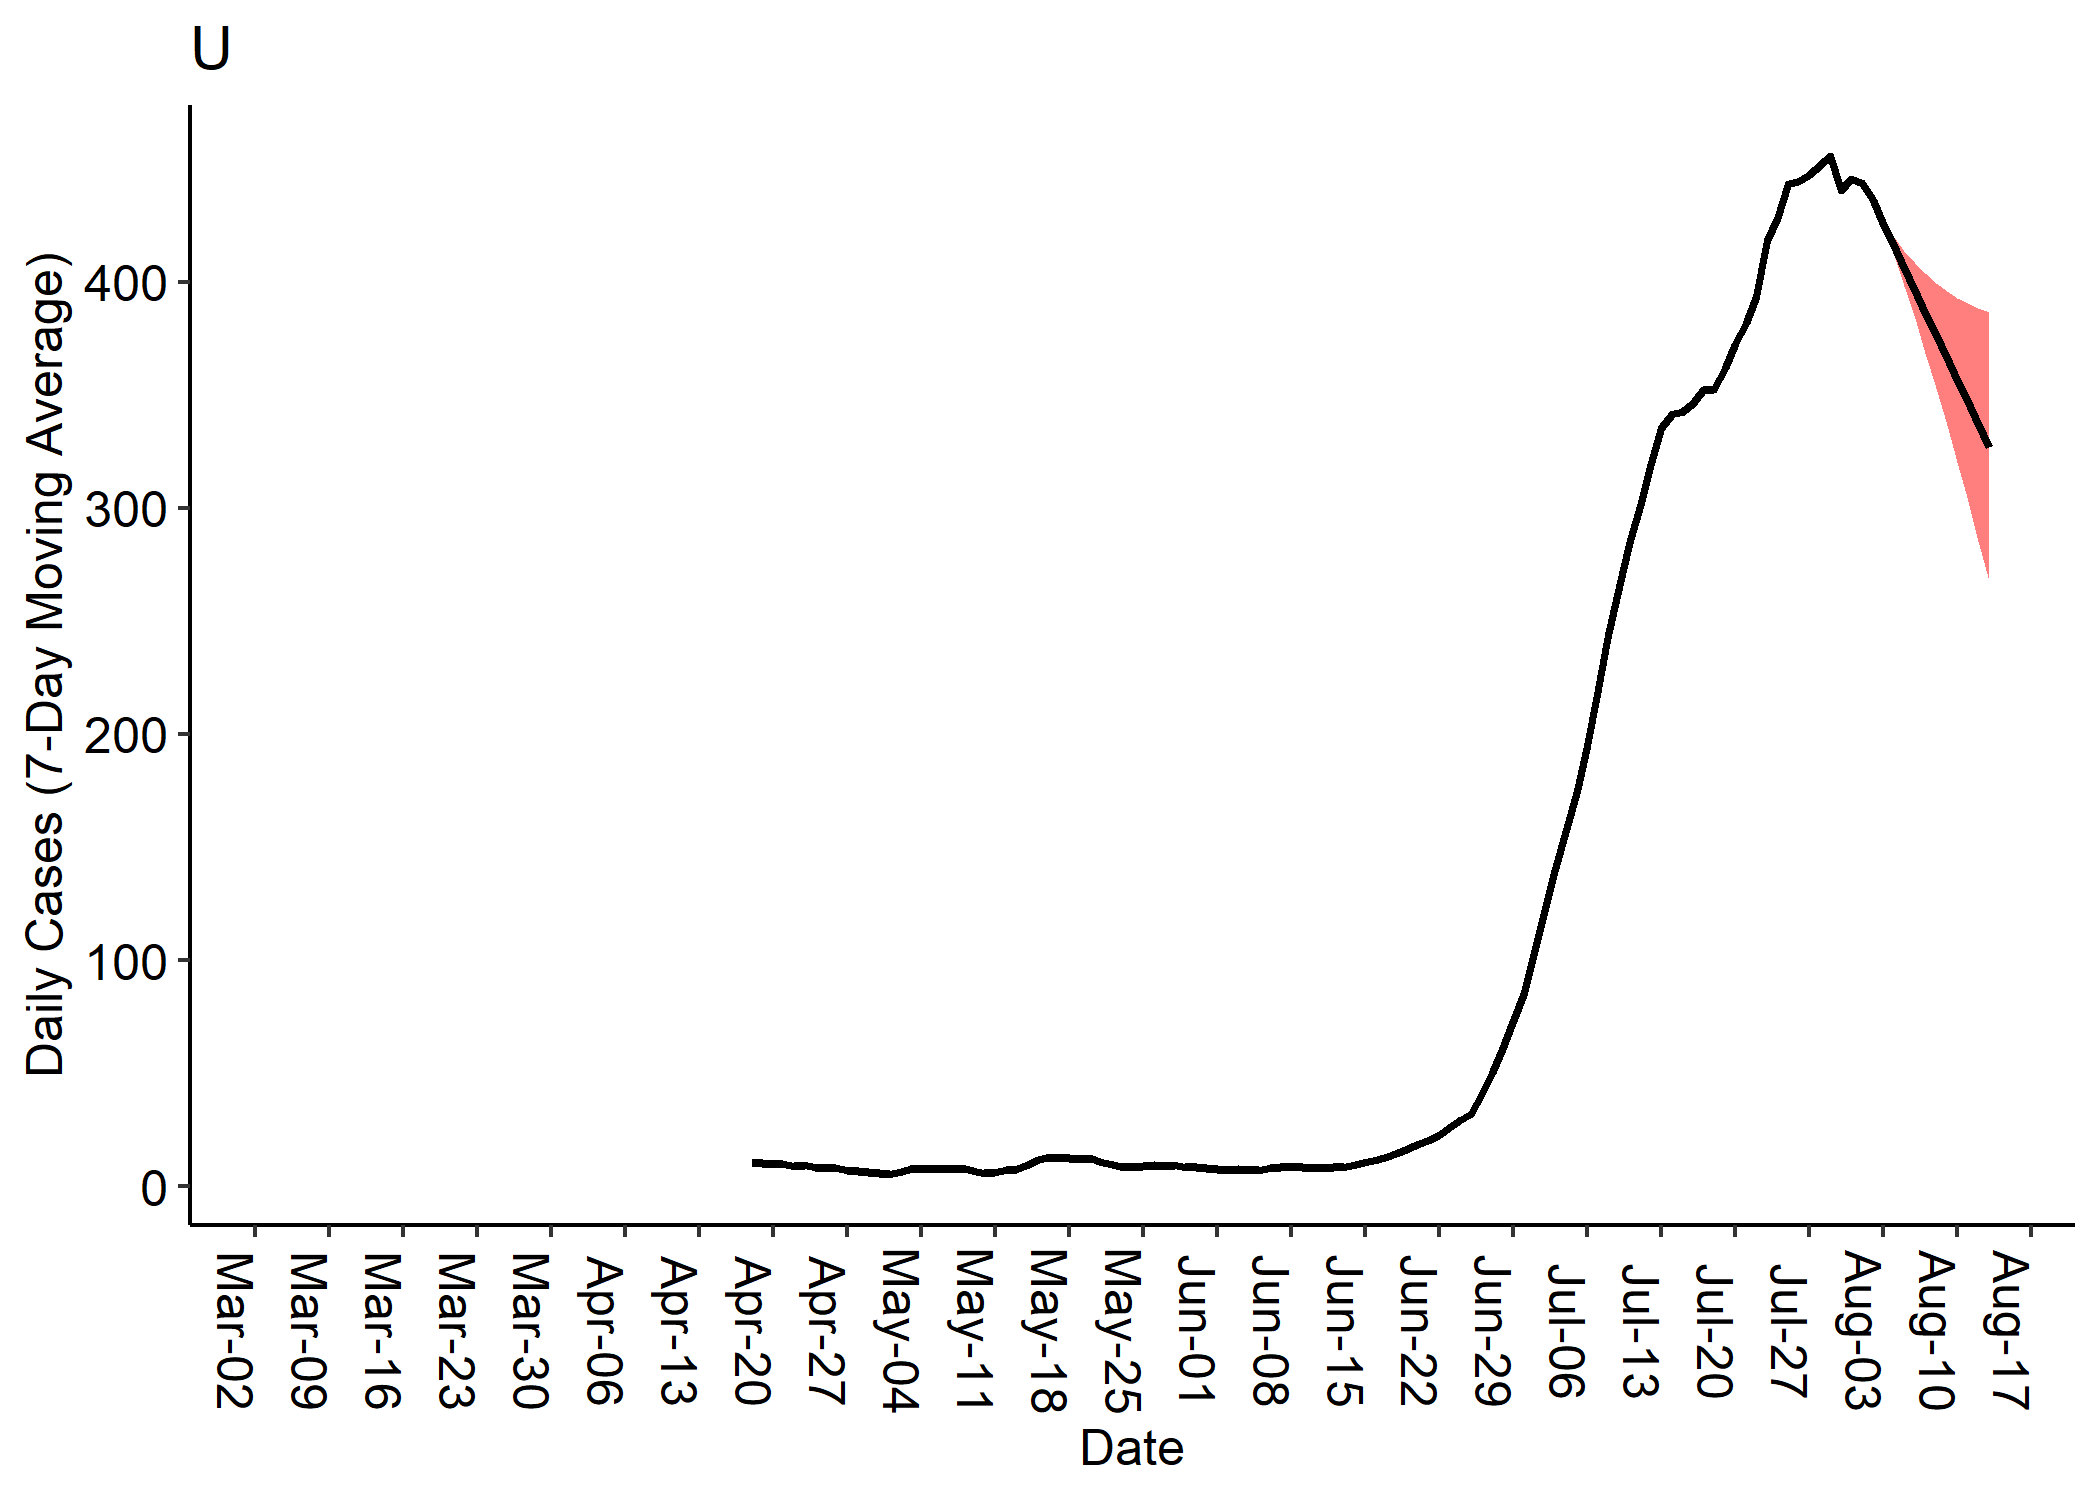 U
Daily Cases (7-Day Moving Average)
400
300
200
100
0
Mar-02
Mar-09
Mar-16
Mar-23
Mar-30
Apr-06
Apr-13
Apr-20
Apr-27
May-04
May-11
May-18
May-25
Jun-01
Jun-08
Jun-15
Jun-22
Jun-29
Jul-06
Jul-13
Jul-20
Jul-27
Aug-03
Aug-10
Aug-17
Date